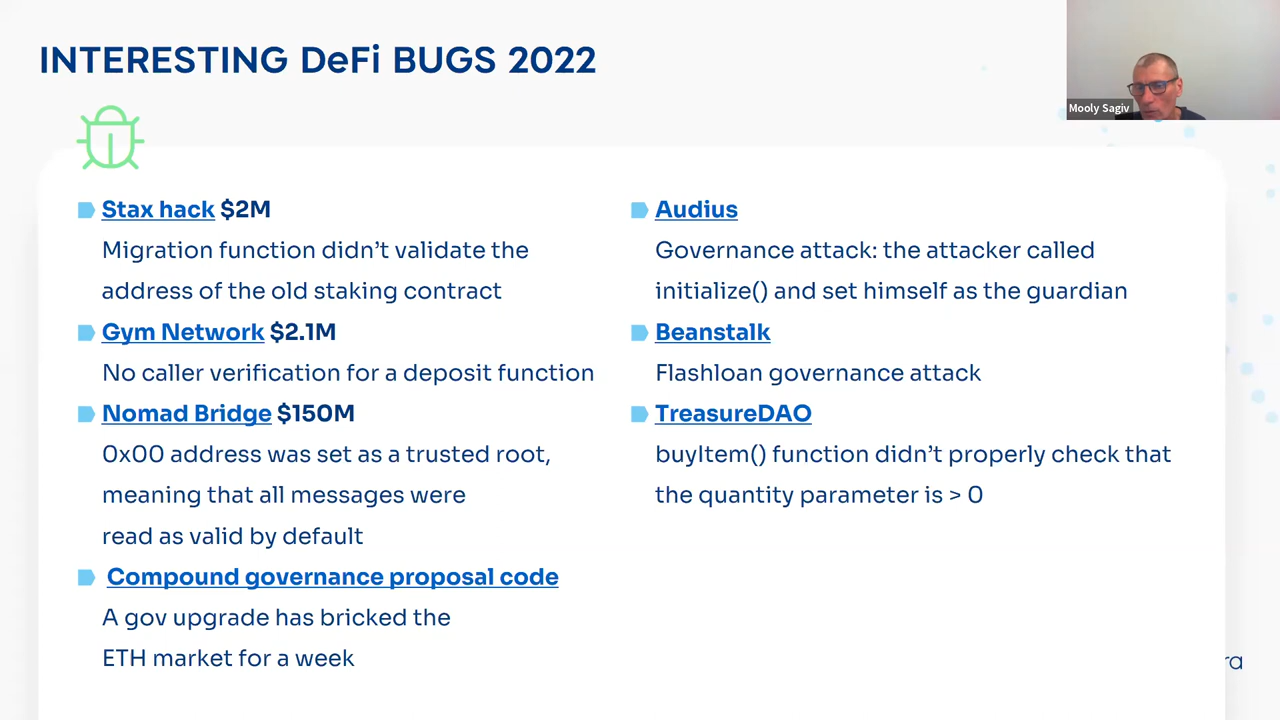 INTERESTING DeFi BUGS 2022
Mooly Sagiv
Stax hack $2M
Migration function didn’t validate the
address of the old staking contract
Gym Network $2.1M
No caller verification for a deposit function
Nomad Bridge $150M
0x00 address was set as a trusted root,
meaning that all messages were
read as valid by default
Compound governance proposal code
A gov upgrade has bricked the
ETH market for a week
Audius
Governance attack: the attacker called
initialize() and set himself as the guardian
Beanstalk
Flashloan governance attack
TreasureDAO
buyItem() function didn’t properly check that
the quantity parameter is > 0